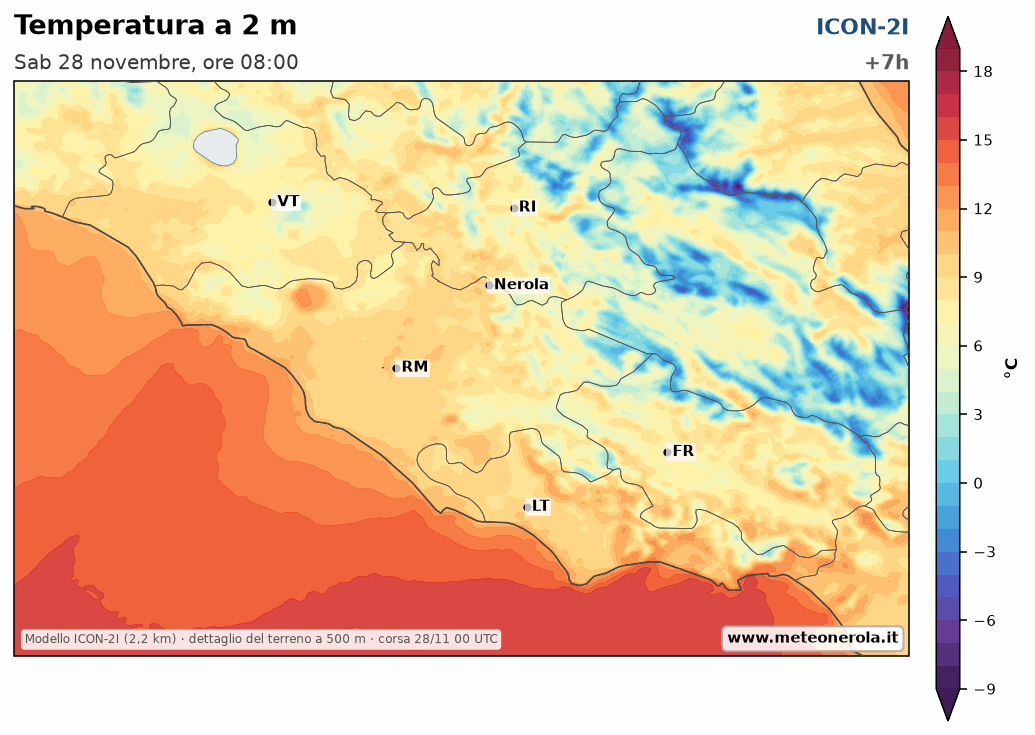 Temperatura a 2 m
ICON-2I
Sab 28 novembre, ore 08:00
+7h
VT
RI
Nerola
RM
FR
LT
Modello ICON-2I (2,2 km) · dettaglio del terreno a 500 m · corsa 28/11 00 UTC
www.meteonerola.it
18
15
12
9
6
3
0
−3
−6
−9
°C